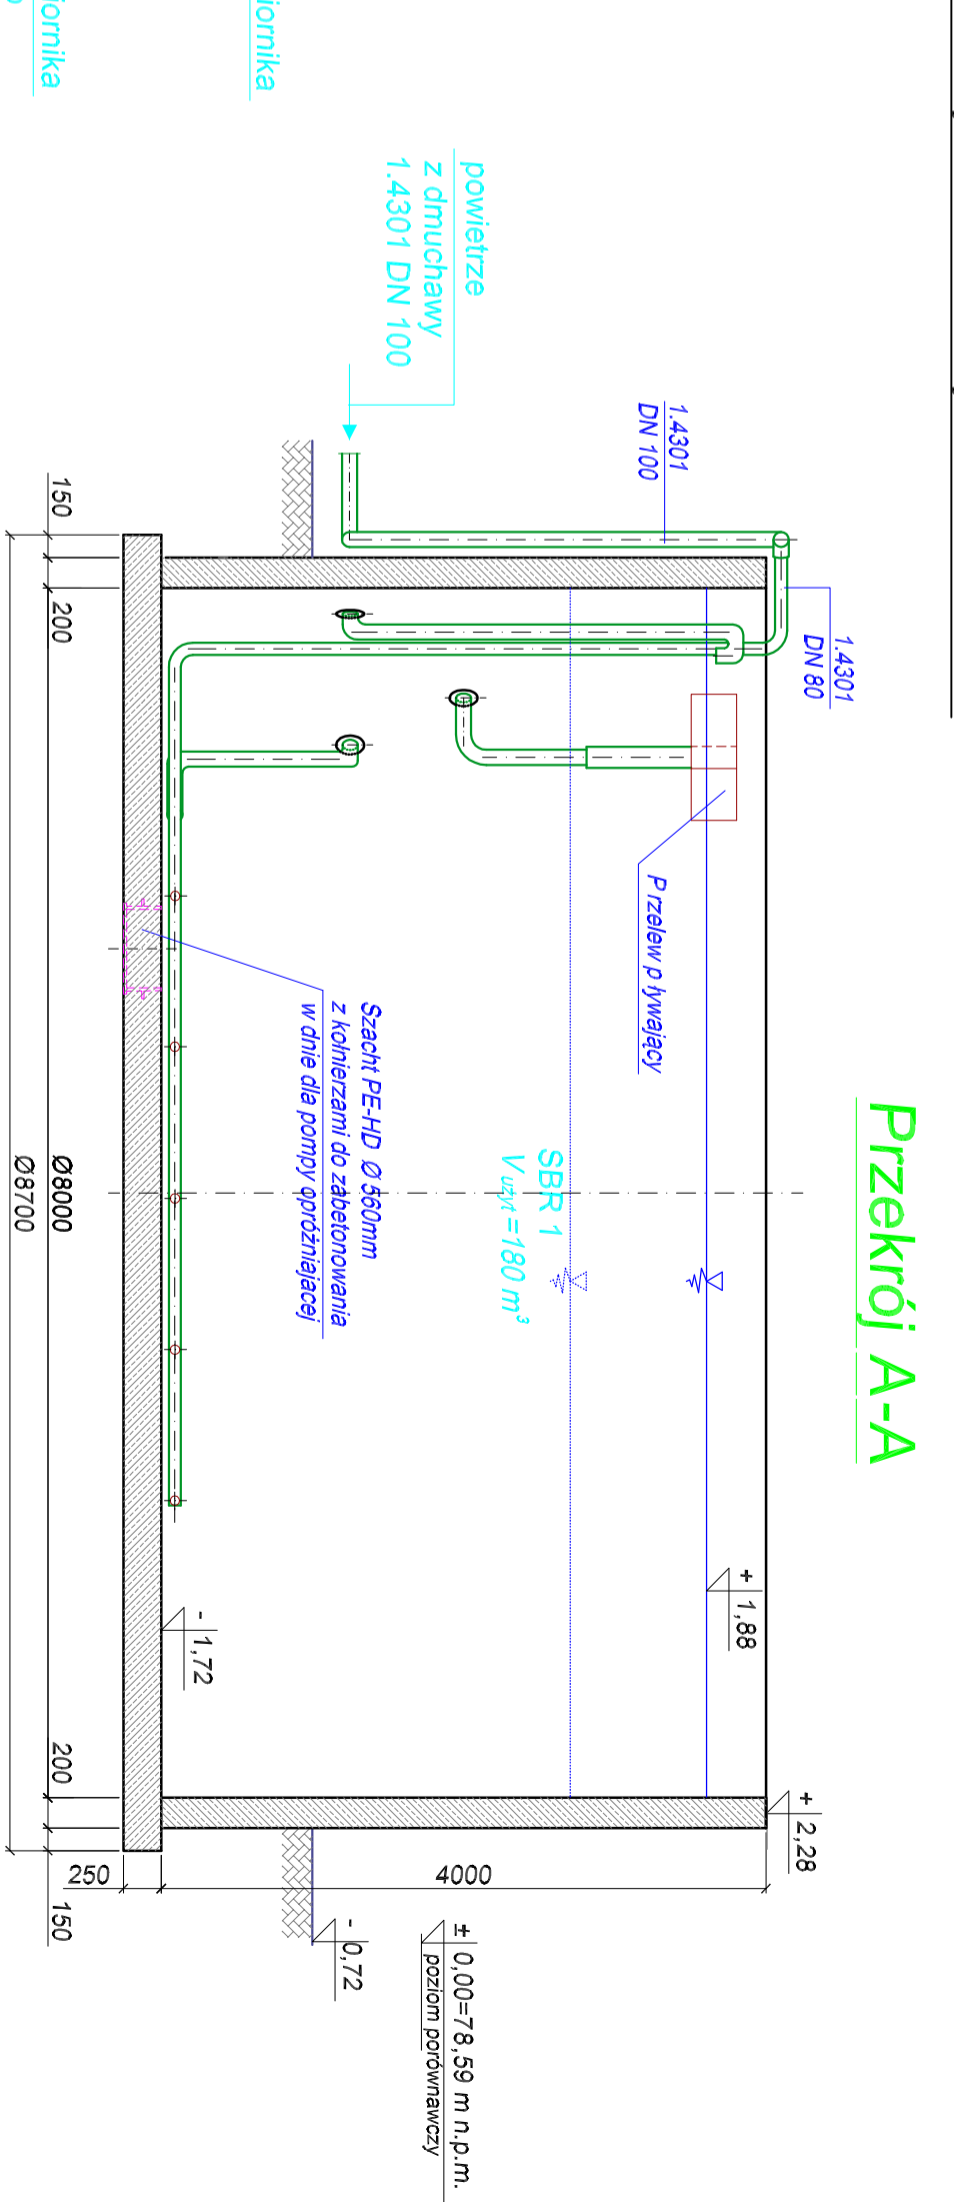 Przekrój A-A
iornika
iornika
powietrze
z dmuchawy
1.4301 DN 100
1.4301
DN 100
1.4301
DN 80
Przelew pływający
+ 1,88
+ 2,28
SBR 1
V użyt = 180 m³
Szacht PE-HD Ø 560mm
z kołnierzami do zabetonowania
w dnie dla pompy opróżniajacej
- 1,72
4000
250
- 0,72
± 0,00=78,59 m n.p.m.
poziom porównawczy
150
200
Ø8000
200
150
Ø8700